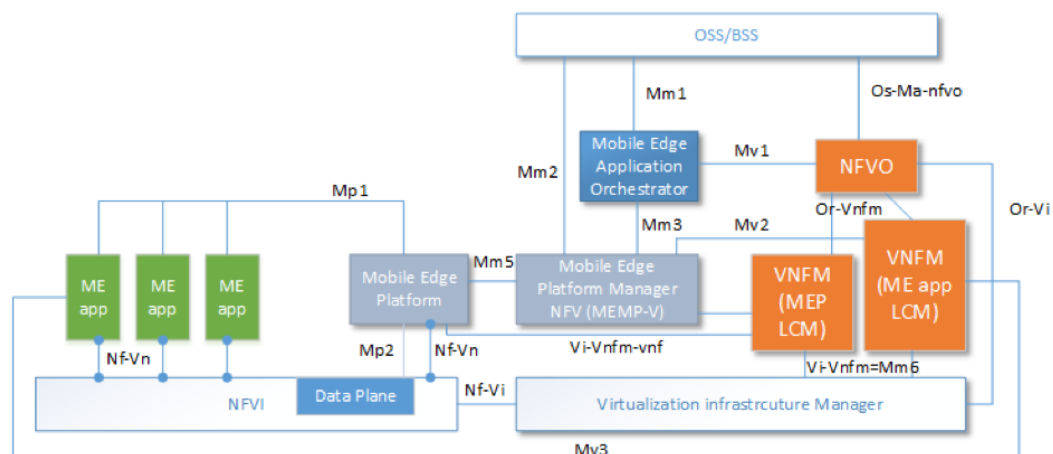 OSS/BSS
Mm1
Os-Ma-nfvo
Mobile Edge
Application
Orchestrator
Mv1
NFVO
Mm2
Mp1
Or-Vnfm
Or-Vi
Mm3
Mv2
ME
app
ME
app
ME
app
Mobile Edge
Platform
Mm5
Mobile Edge
Platform Manager
NFV (MEMP-V)
VNFM
(MEP
LCM)
VNFM
(ME app
LCM)
Nf-Vn
Mp2
Nf-Vn
Vi-Vnfm-vnf
Vi-Vnfm=Mm6
NFVI
Data Plane
Nf-Vi
Virtualization infrastrcuture Manager
Mv3